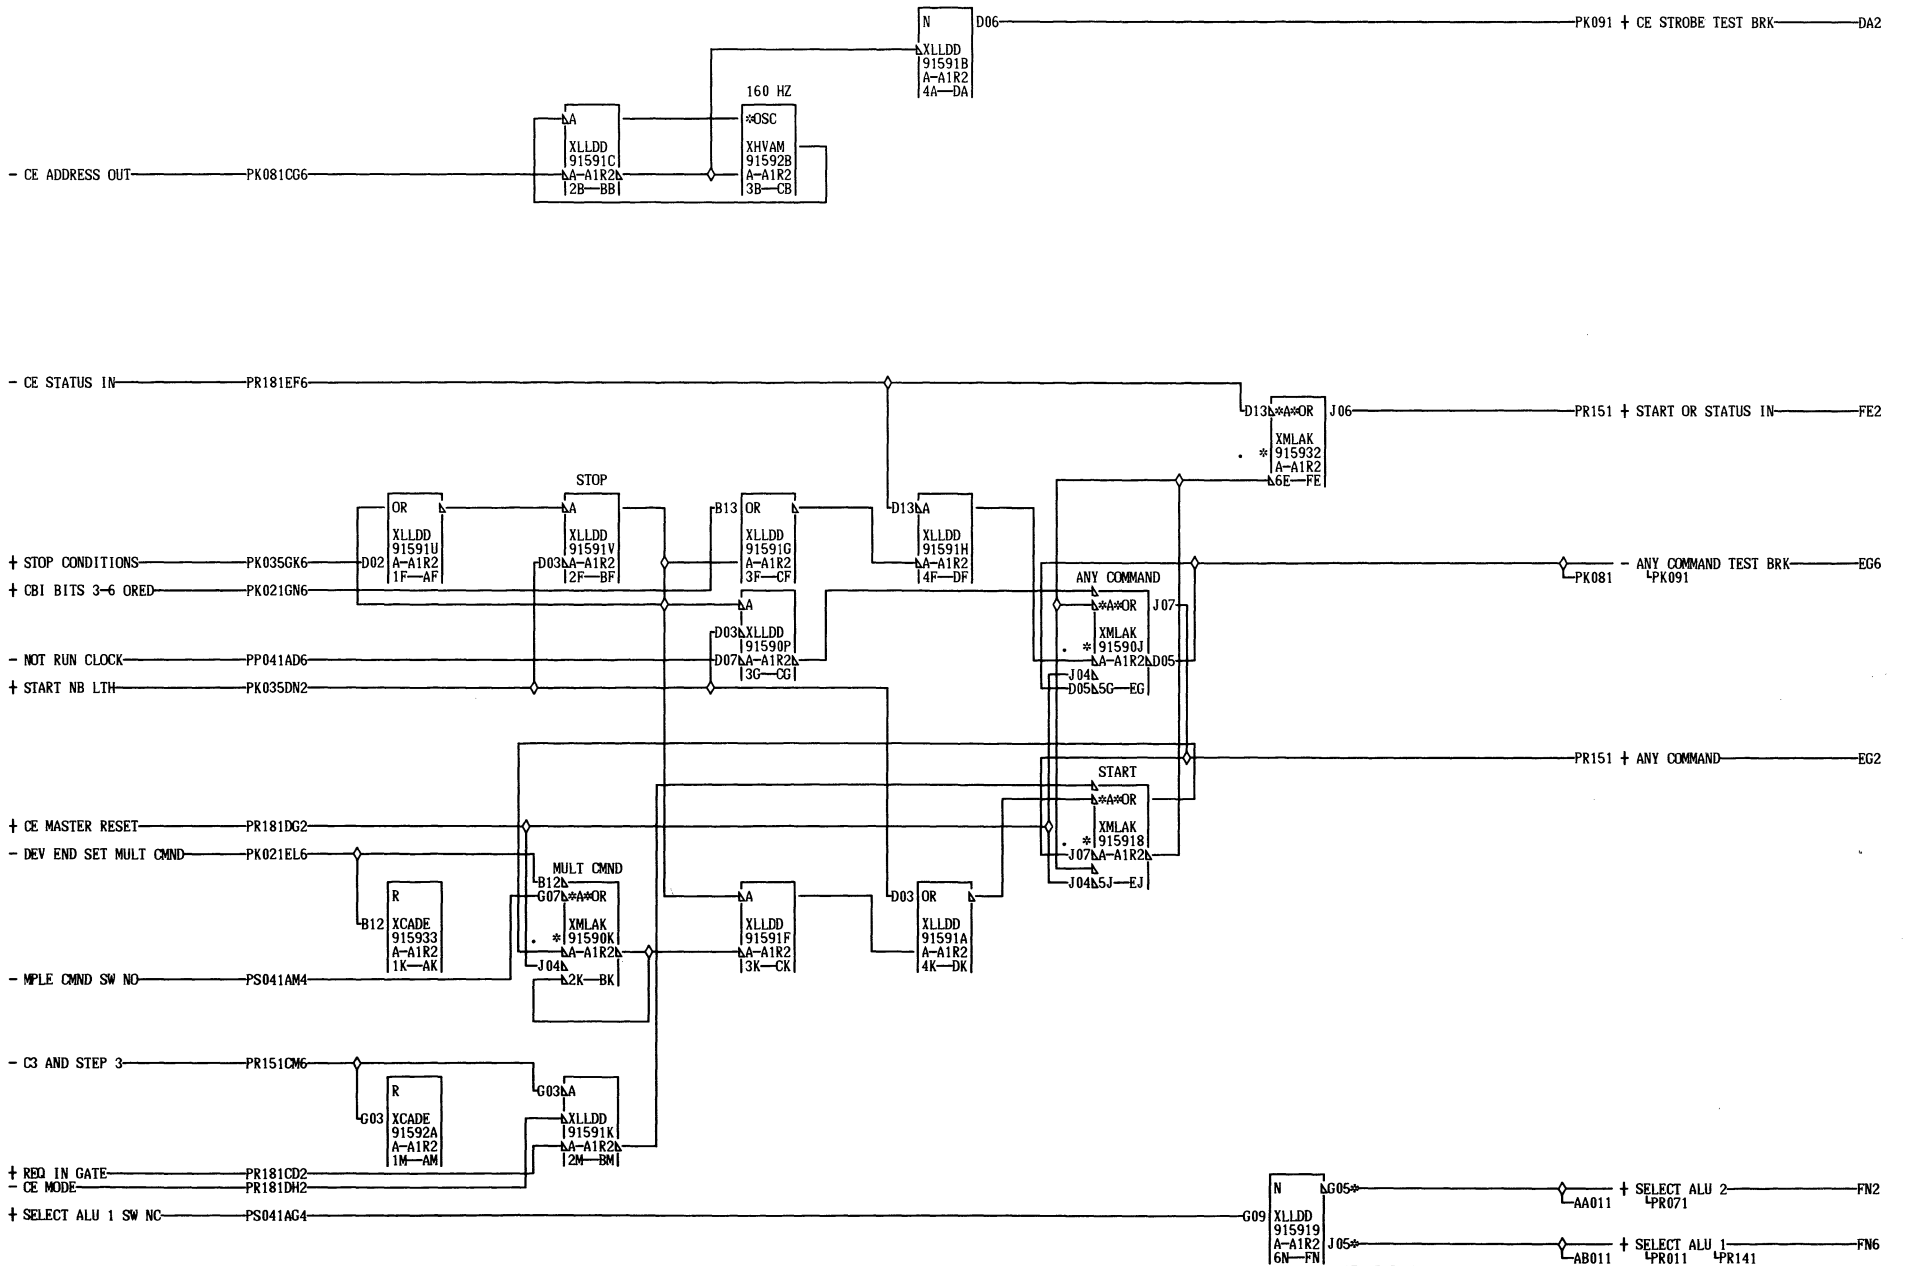 N D06 PK091 + CE STROBE TEST BRK DA2
XLLDD
91591B
A-A1R2
4A DA
160 HZ
A *OSC
XLLDD XHVAM
91591C 91592B
- CE ADDRESS OUT PK081CG6 A-A1R2 A-A1R2
2B BB 3B CB
- CE STATUS IN PR181EF6
D13 *A*OR J06 PR151 + START OR STATUS IN FE2
XMLAK
. * 915932
A-A1R2
6E FE
STOP
OR A B13 OR D13 A
XLLDD XLLDD XLLDD XLLDD
91591U 91591V 91591G 91591H
+ STOP CONDITIONS PK035GK6 D02 A-A1R2 D03 A-A1R2 A-A1R2 A-A1R2 - ANY COMMAND TEST BRK EG6
1F AF 2F BF 3F CF 4F DF ANY COMMAND PK081 PK091
+ CBI BITS 3-6 ORED PK021GN6
A *A*OR J07
D03 XLLDD XMLAK
91590P . * 91590J
- NOT RUN CLOCK PP041AD6 D07 A-A1R2 A-A1R2 D05
3G CG J04
+ START NB LTH PK035DN2 D05 5G EG
PR151 + ANY COMMAND EG2
START
*A*OR
+ CE MASTER RESET PR181DG2 XMLAK
. * 915918
- DEV END SET MULT CMND PK021EL6 J07 A-A1R2
MULT CMND
B12 J04 5J EJ
R G07 *A*OR A D03 OR
B12 XCADE XMLAK XLLDD XLLDD
915933 . * 91590K 91591F 91591A
A-A1R2 A-A1R2 A-A1R2 A-A1R2
1K AK J04 3K CK 4K DK
- MPLE CMND SW NO PS041AM4 2K BK
- C3 AND STEP 3 PR151CM6
R G03 A
G03 XCADE XLLDD
91592A 91591K
A-A1R2 A-A1R2
1M AM 2M BM
+ REQ IN GATE PR181CD2
- CE MODE PR181DH2
N G05* + SELECT ALU 2 FN2
AA011 PR071
+ SELECT ALU 1 SW NC PS041AG4 G09 XLLDD
915919
A-A1R2 J05* + SELECT ALU 1 FN6
6N FN AB011 PR011 PR141